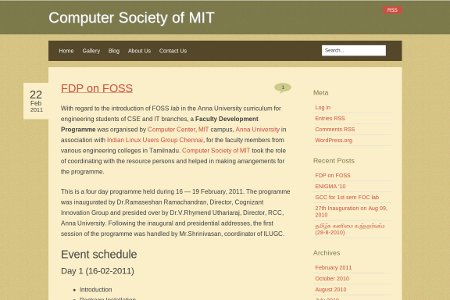 Computer Society of MIT
RSS
Home Gallery Blog About Us Contact Us
Search...
22
Feb
2011
FDP on FOSS
1
With regard to the introduction of FOSS lab in the Anna University curriculum for
engineering students of CSE and IT branches, a Faculty Development
Programme was organised by Computer Center, MIT campus, Anna University in
association with Indian Linux Users Group Chennai, for the faculty members from
various engineering colleges in Tamilnadu. Computer Society of MIT took the role
of coordinating with the resource persons and helped in making arrangements for
the programme.
This is a four day programme held during 16 — 19 February, 2011. The programme
was inaugurated by Dr.Ramaseshan Ramachandran, Director, Cognizant
Innovation Group and presided over by Dr.V.Rhymend Uthariaraj, Director, RCC,
Anna University. Following the inaugural and presidential addresses, the first
session of the programme was handled by Mr.Shrinivasan, coordinator of ILUGC.
Event schedule
Day 1 (16-02-2011)
Introduction
Meta
Log in
Entries RSS
Comments RSS
WordPress.org
Recent Posts
FDP on FOSS
ENIGMA '10
GCC for 1st sem FOC lab
27th Inauguration on Aug 09,
2010
தமிழ் கணிமை கருத்தரங்கம்
(28-8-2010)
Archives
February 2011
October 2010
August 2010